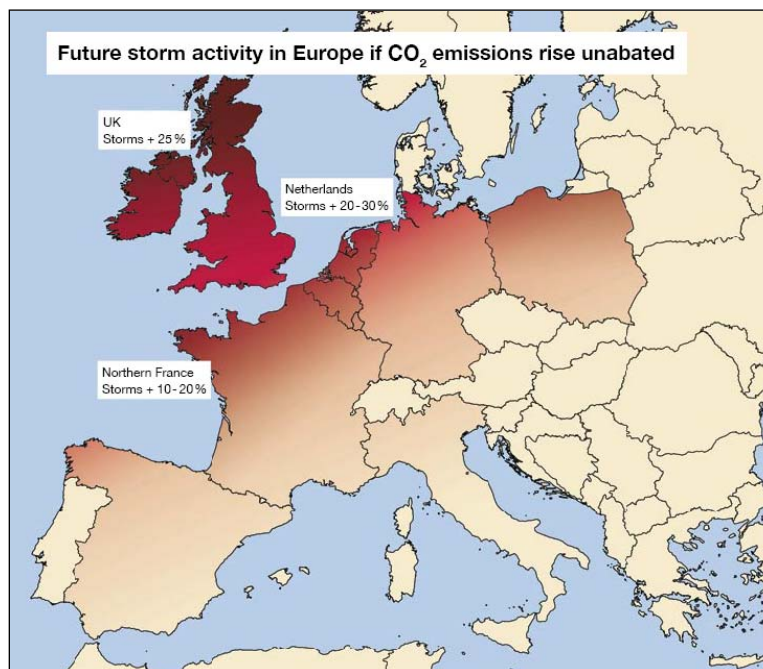 Future storm activity in Europe if CO₂ emissions rise unabated
UK
Storms + 25%
Netherlands
Storms + 20-30%
Northern France
Storms + 10-20%